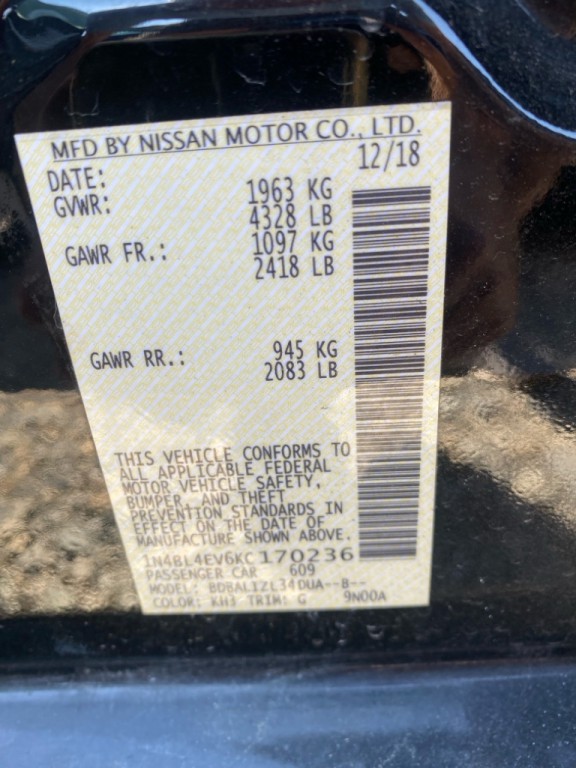 MFD BY NISSAN MOTOR CO., LTD.
DATE: 12/18
GVWR: 1963 KG
4328 LB
GAWR FR.: 1097 KG
2418 LB
GAWR RR.: 945 KG
2083 LB
THIS VEHICLE CONFORMS TO
ALL APPLICABLE FEDERAL
MOTOR VEHICLE SAFETY,
BUMPER, AND THEFT
PREVENTION STANDARDS IN
EFFECT ON THE DATE OF
MANUFACTURE SHOWN ABOVE.
1N4BL4EV6KC170236
PASSENGER CAR 609
MODEL: BDBALIZL34DUA--B--
COLOR: KH3 TRIM: G 9N00A